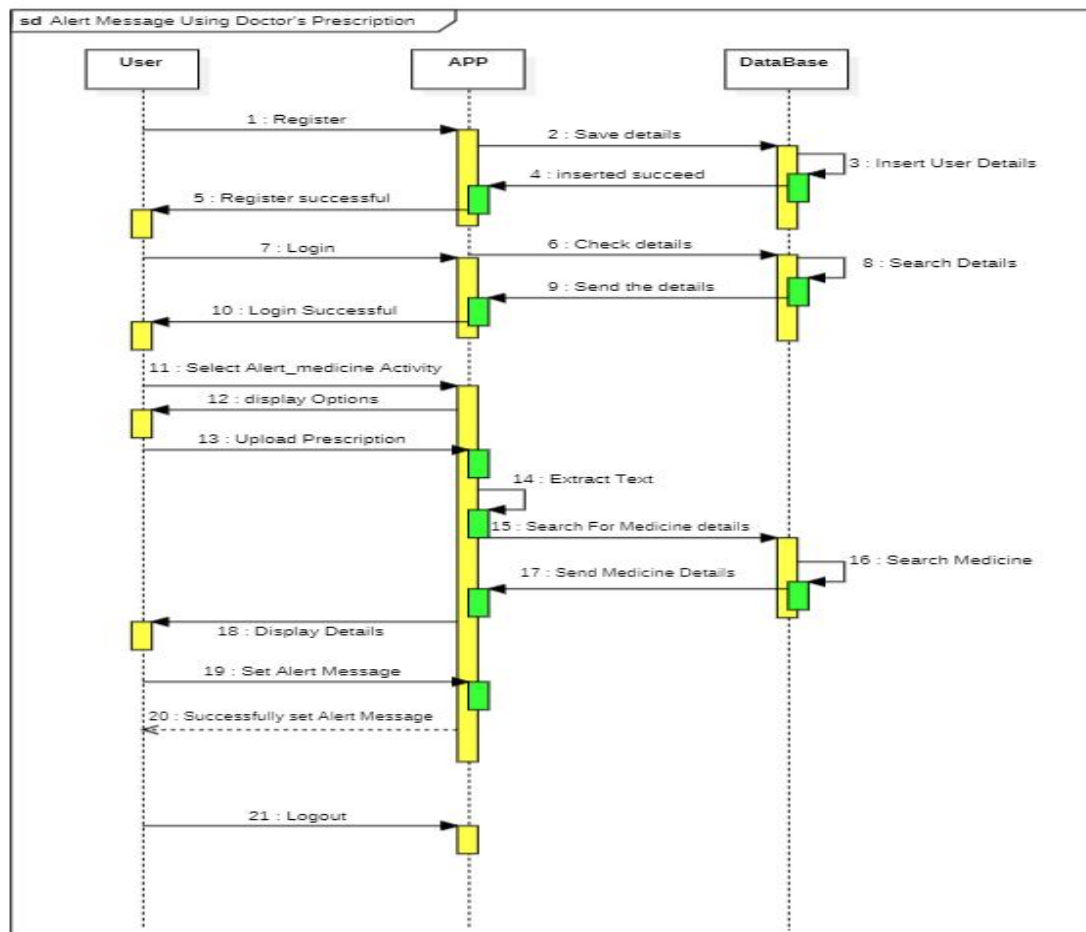 sd Alert Message Using Doctor's Prescription
User
APP
DataBase
1 : Register
2 : Save details
3 : Insert User Details
4 : inserted succeed
5 : Register successful
6 : Check details
7 : Login
8 : Search Details
9 : Send the details
10 : Login Successful
11 : Select Alert_medicine Activity
12 : display Options
13 : Upload Prescription
14 : Extract Text
15 : Search For Medicine details
16 : Search Medicine
17 : Send Medicine Details
18 : Display Details
19 : Set Alert Message
20 : Successfully set Alert Message
21 : Logout